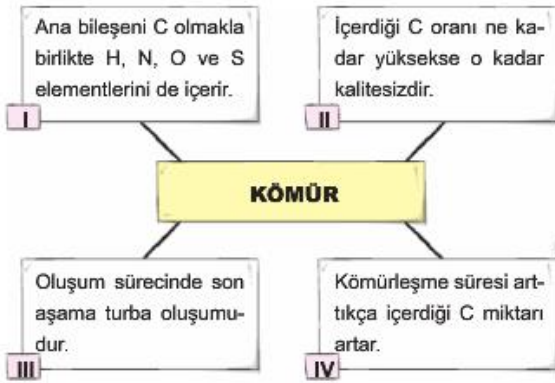 Ana bileşeni C olmakla
birlikte H, N, O ve S
elementlerini de içerir.
I
İçerdiği C oranı ne ka-
dar yüksekse o kadar
kalitesizdir.
II
KÖMÜR
Oluşum sürecinde son
aşama turba oluşumu-
dur.
III
Kömürleşme süresi art-
tıkça içerdiği C miktarı
artar.
IV